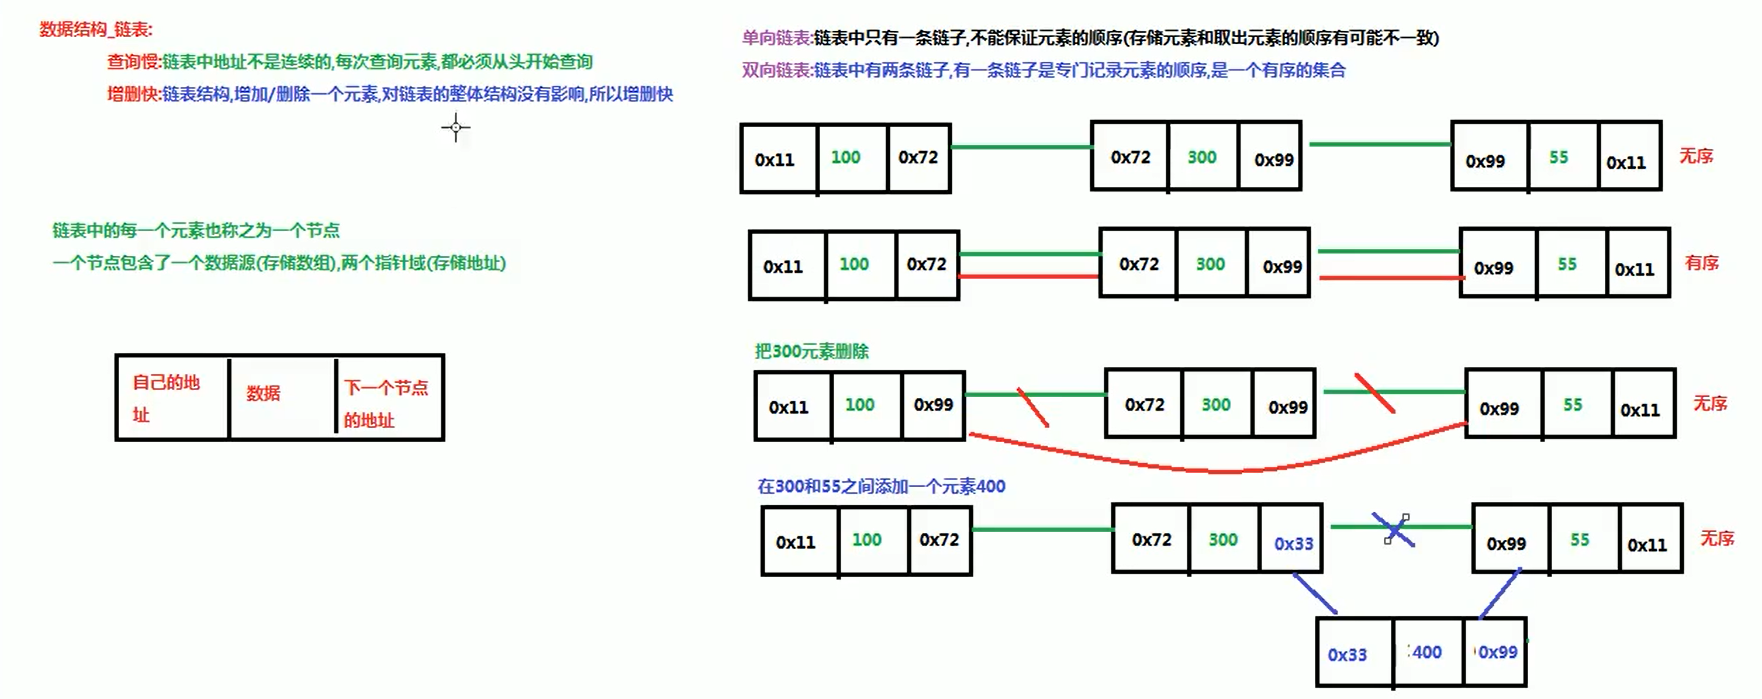 数据结构_链表:
查询慢:链表中地址不是连续的,每次查询元素,都必须从头开始查询
增删快:链表结构,增加/删除一个元素,对链表的整体结构没有影响,所以增删快
链表中的每一个元素也称之为一个节点
一个节点包含了一个数据源(存储数组),两个指针域(存储地址)
自己的地
址
数据
下一个节点
的地址
单向链表:链表中只有一条链子,不能保证元素的顺序(存储元素和取出元素的顺序有可能不一致)
双向链表:链表中有两条链子,有一条链子是专门记录元素的顺序,是一个有序的集合
0x11 100 0x72 0x72 300 0x99 0x99 55 0x11 无序
0x11 100 0x72 0x72 300 0x99 0x99 55 0x11 有序
把300元素删除
0x11 100 0x99 0x72 300 0x99 0x99 55 0x11 无序
在300和55之间添加一个元素400
0x11 100 0x72 0x72 300 0x33 0x99 55 0x11 无序
0x33 400 0x99